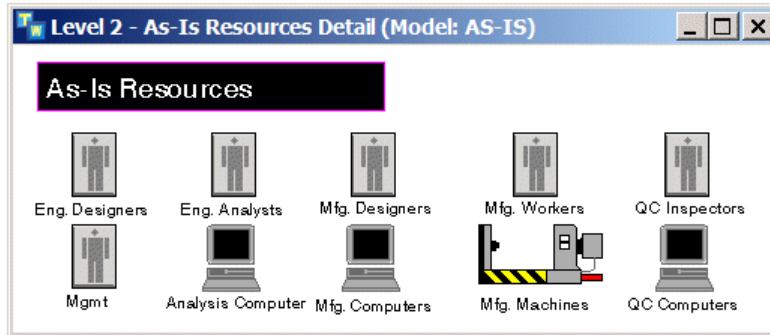 TW Level 2 - As-Is Resources Detail (Model: AS-IS)
As-Is Resources
Eng. Designers Eng. Analysts Mfg. Designers Mfg. Workers QC Inspectors
Mgmt Analysis Computer Mfg. Computers Mfg. Machines QC Computers